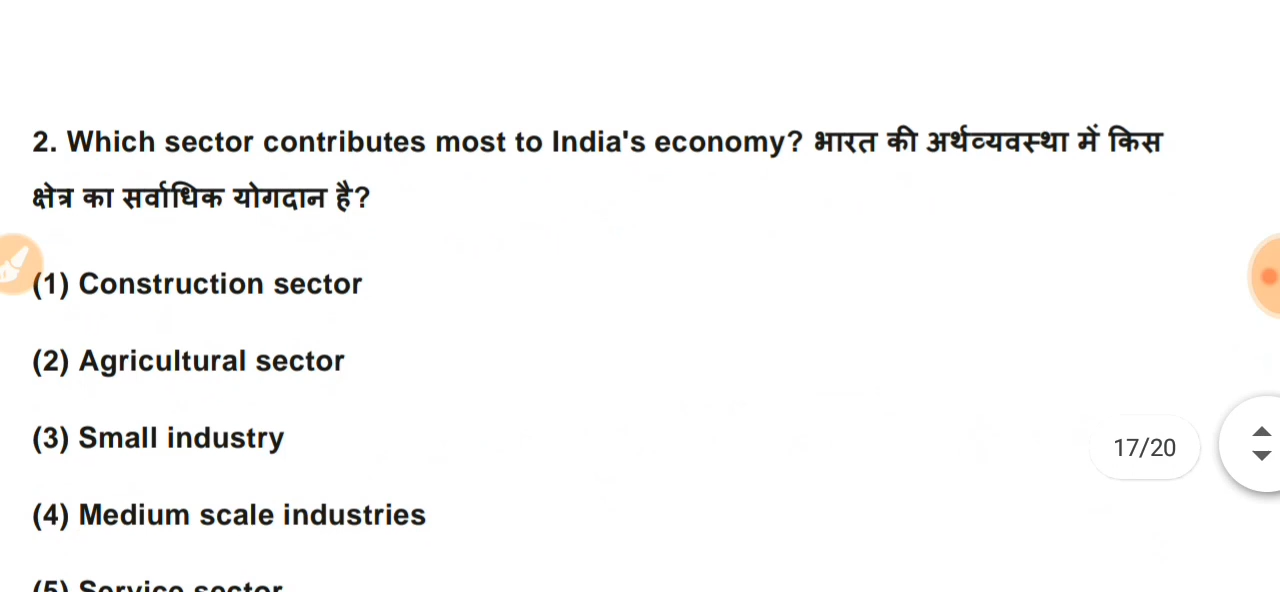 2. Which sector contributes most to India's economy? भारत की अर्थव्यवस्था में किस
क्षेत्र का सर्वाधिक योगदान है?
(1) Construction sector
(2) Agricultural sector
(3) Small industry
17/20
(4) Medium scale industries
(5) Service sector